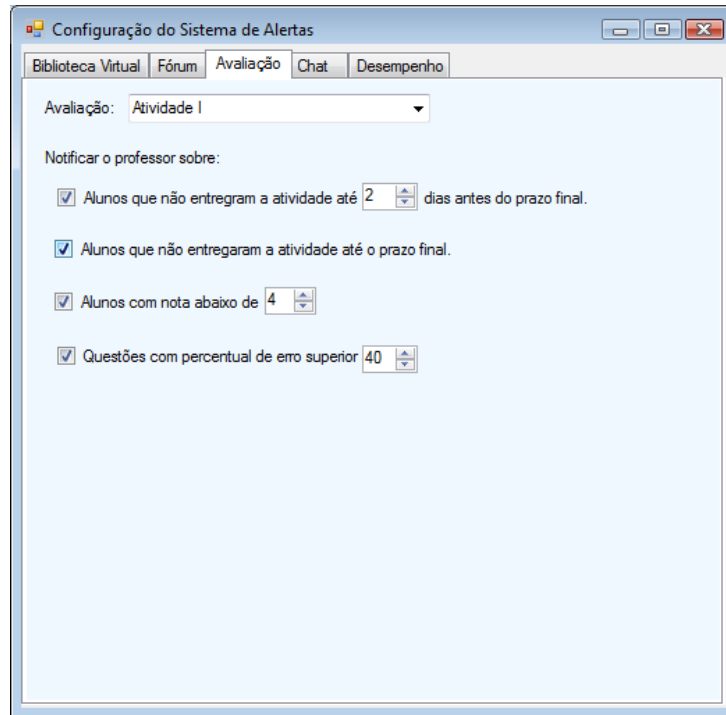 Configuração do Sistema de Alertas
Biblioteca Virtual Fórum Avaliação Chat Desempenho
Avaliação: Atividade I
Notificar o professor sobre:
Alunos que não entregram a atividade até 2 dias antes do prazo final.
Alunos que não entregaram a atividade até o prazo final.
Alunos com nota abaixo de 4
Questões com percentual de erro superior 40